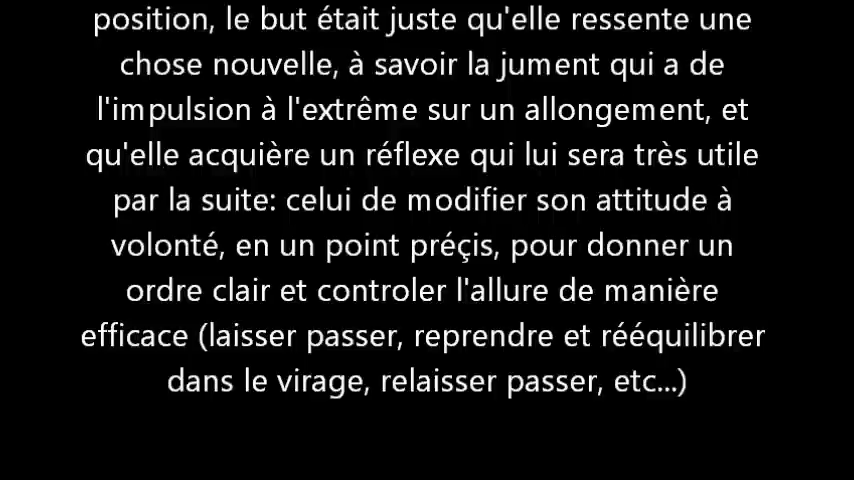 position, le but était juste qu'elle ressente une
chose nouvelle, à savoir la jument qui a de
l'impulsion à l'extrême sur un allongement, et
qu'elle acquière un réflexe qui lui sera très utile
par la suite: celui de modifier son attitude à
volonté, en un point préçis, pour donner un
ordre clair et controler l'allure de manière
efficace (laisser passer, reprendre et rééquilibrer
dans le virage, relaisser passer, etc...)